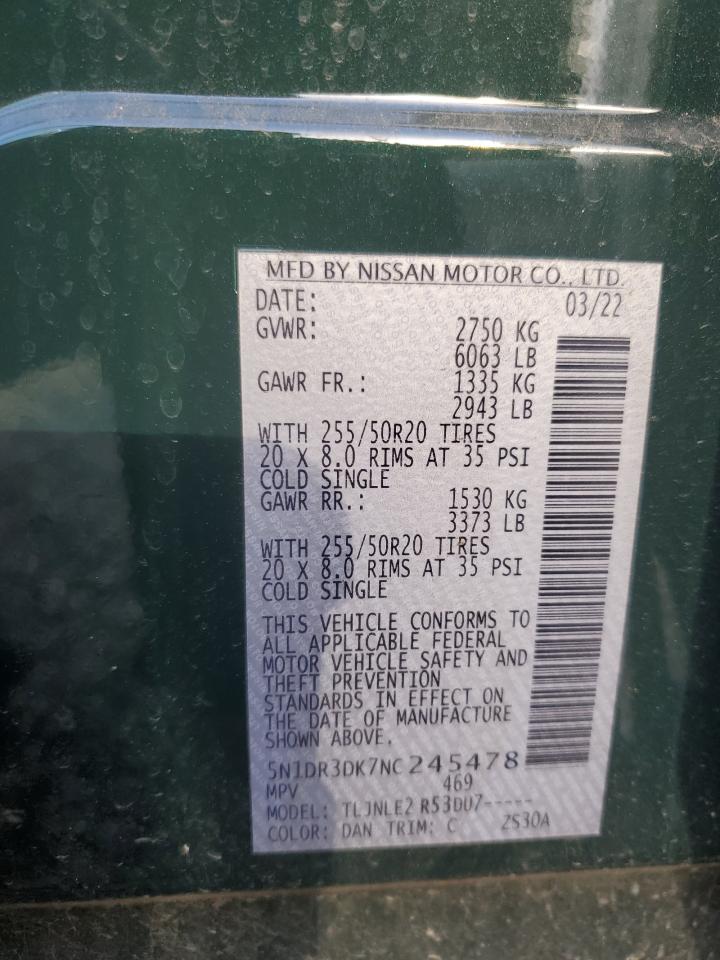 MFD BY NISSAN MOTOR CO., LTD.
DATE: 03/22
GVWR: 2750 KG
6063 LB
GAWR FR.: 1335 KG
2943 LB
WITH 255/50R20 TIRES
20 X 8.0 RIMS AT 35 PSI
COLD SINGLE
GAWR RR.: 1530 KG
3373 LB
WITH 255/50R20 TIRES
20 X 8.0 RIMS AT 35 PSI
COLD SINGLE
THIS VEHICLE CONFORMS TO
ALL APPLICABLE FEDERAL
MOTOR VEHICLE SAFETY AND
THEFT PREVENTION
STANDARDS IN EFFECT ON
THE DATE OF MANUFACTURE
SHOWN ABOVE.
5N1DR3DK7NC245478
MPV 469
MODEL: TLJNLE2 R53DU7-----
COLOR: DAN TRIM: C 2S30A